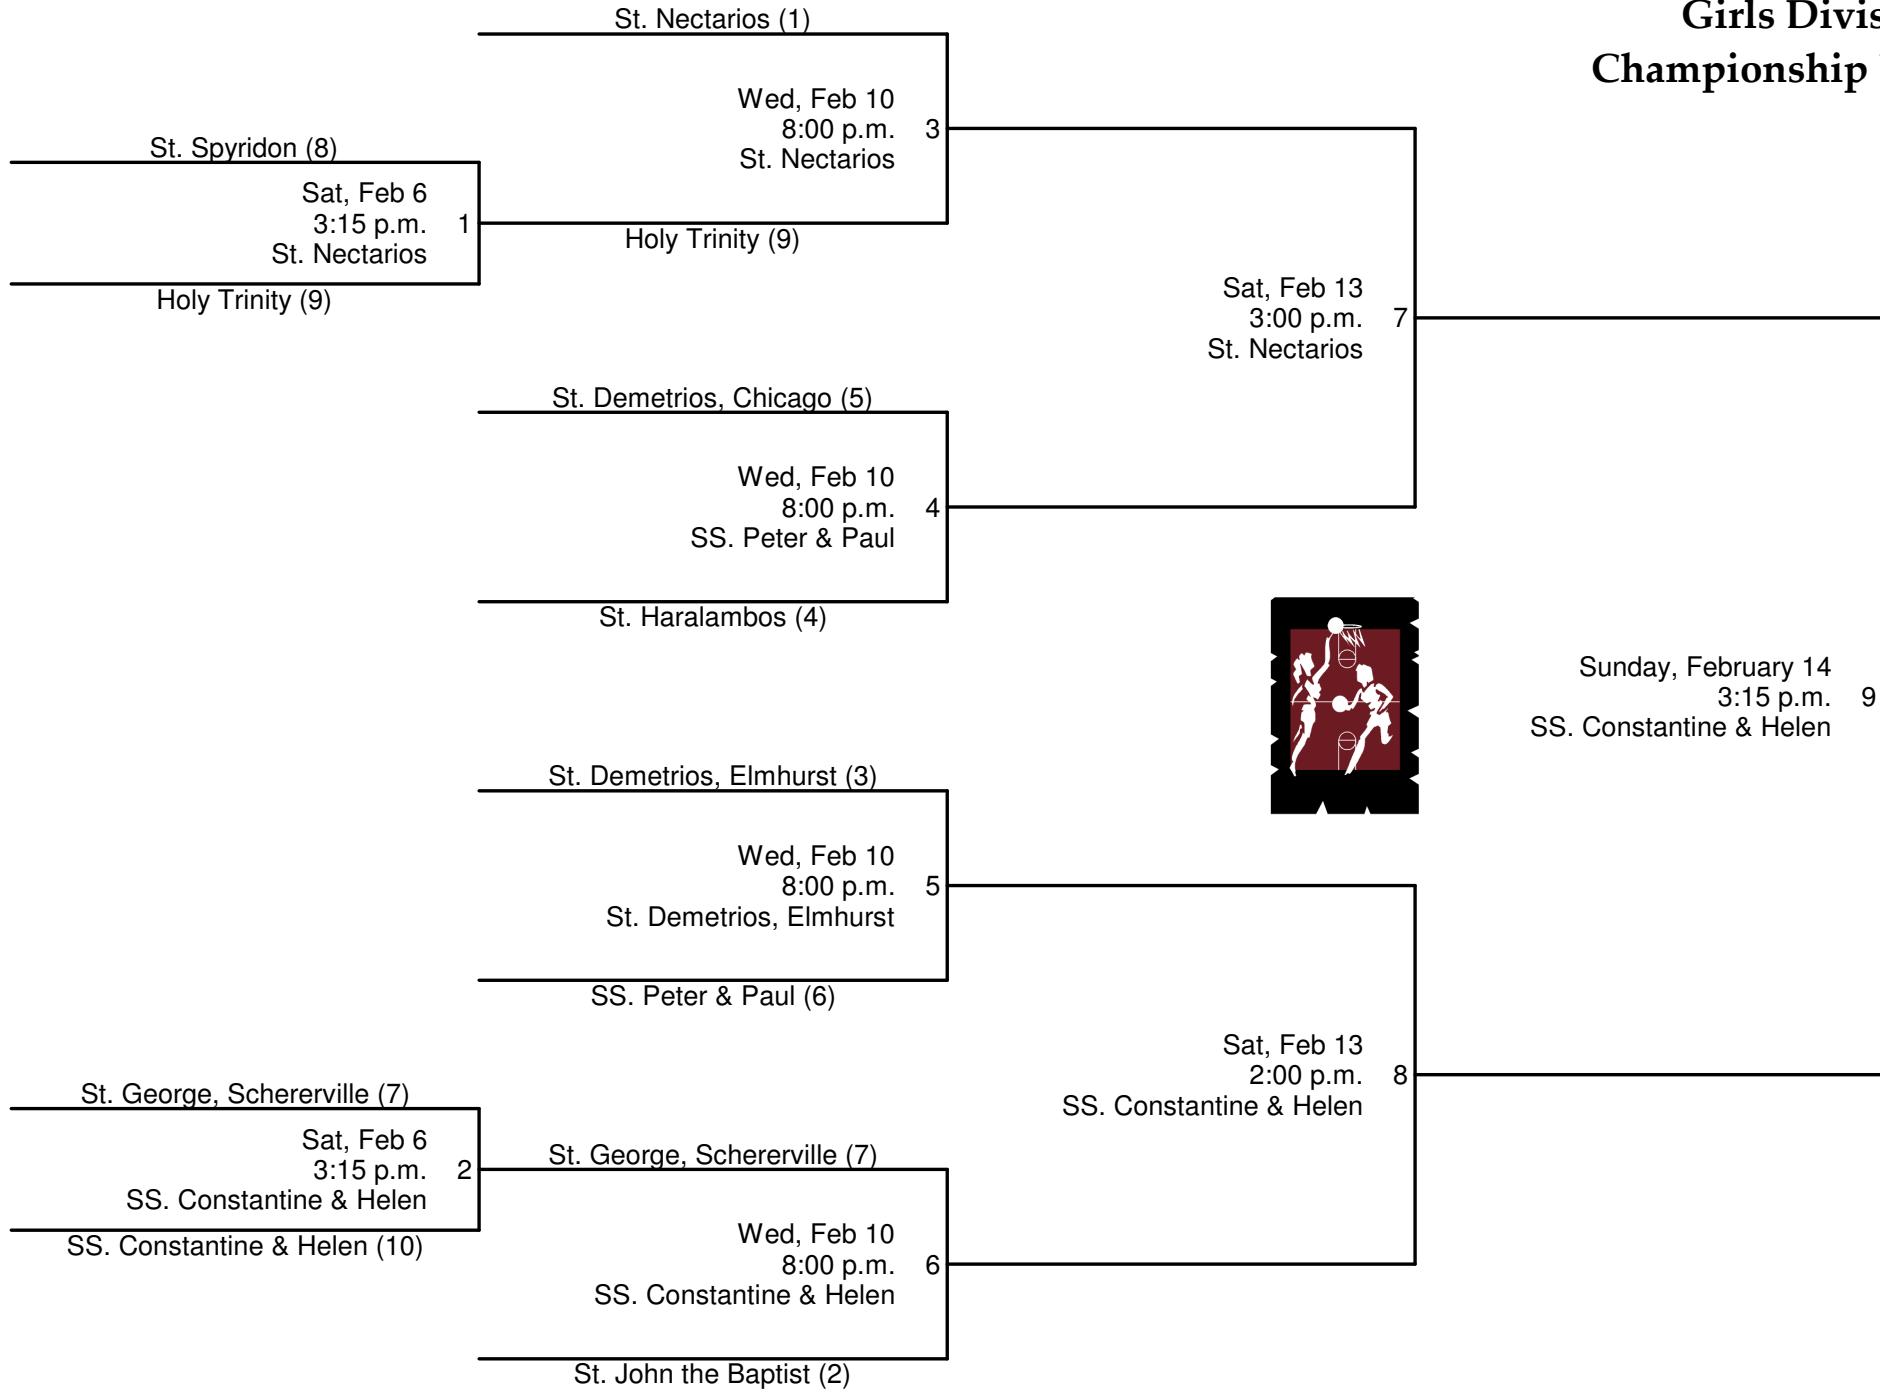 Girls Divis
Championship
St. Nectarios (1)
Wed, Feb 10
8:00 p.m. 3
St. Nectarios
St. Spyridon (8)
Sat, Feb 6
3:15 p.m. 1
St. Nectarios
Holy Trinity (9)
Holy Trinity (9)
Sat, Feb 13
3:00 p.m. 7
St. Nectarios
St. Demetrios, Chicago (5)
Wed, Feb 10
8:00 p.m. 4
SS. Peter & Paul
St. Haralambos (4)
Sunday, February 14
3:15 p.m. 9
SS. Constantine & Helen
St. Demetrios, Elmhurst (3)
Wed, Feb 10
8:00 p.m. 5
St. Demetrios, Elmhurst
SS. Peter & Paul (6)
Sat, Feb 13
2:00 p.m. 8
SS. Constantine & Helen
St. George, Schererville (7)
Sat, Feb 6
3:15 p.m. 2
SS. Constantine & Helen
SS. Constantine & Helen (10)
St. George, Schererville (7)
Wed, Feb 10
8:00 p.m. 6
SS. Constantine & Helen
St. John the Baptist (2)